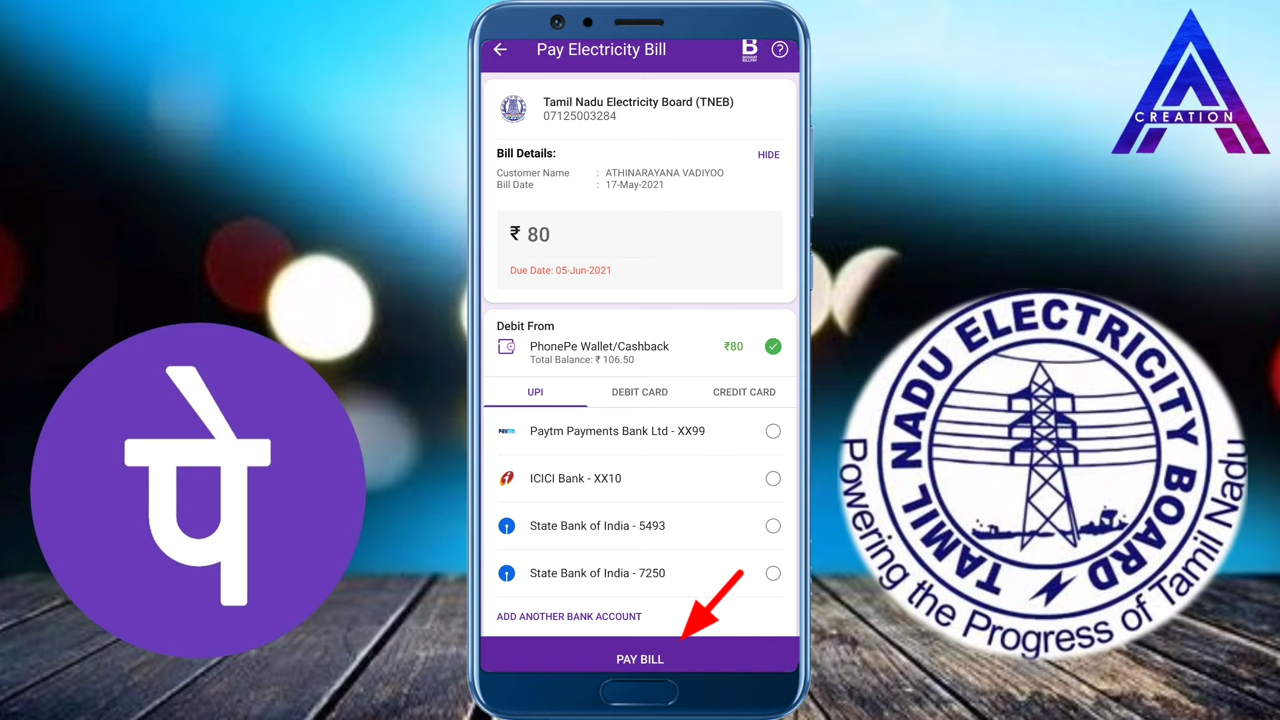 Pay Electricity Bill
B
BHARAT BILLPAY
?
Tamil Nadu Electricity Board (TNEB)
07125003284
Bill Details:
HIDE
Customer Name : ATHINARAYANA VADIYOO
Bill Date : 17-May-2021
₹ 80
Due Date: 05-Jun-2021
Debit From
PhonePe Wallet/Cashback ₹80
Total Balance: ₹ 106.50
UPI DEBIT CARD CREDIT CARD
Paytm Paytm Payments Bank Ltd - XX99
ICICI Bank - XX10
State Bank of India - 5493
State Bank of India - 7250
ADD ANOTHER BANK ACCOUNT
PAY BILL
पे
CREATION
TAMIL NADU ELECTRICITY BOARD
Powering the Progress of Tamil Nadu